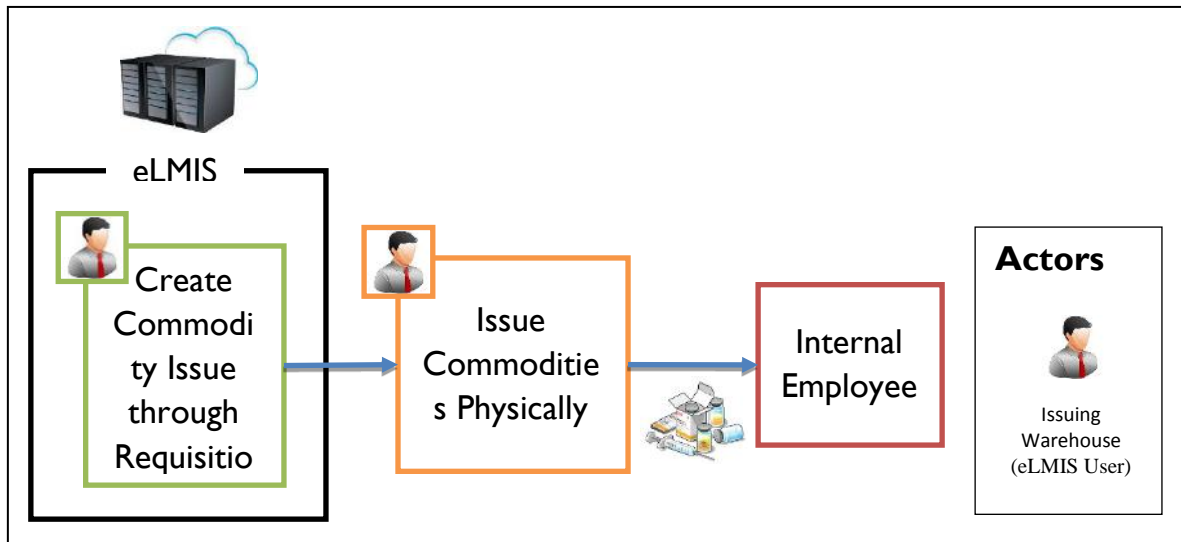 eLMIS
Create
Commodi
ty Issue
through
Requisitio
Issue
Commoditie
s Physically
Internal
Employee
Actors
Issuing
Warehouse
(eLMIS User)